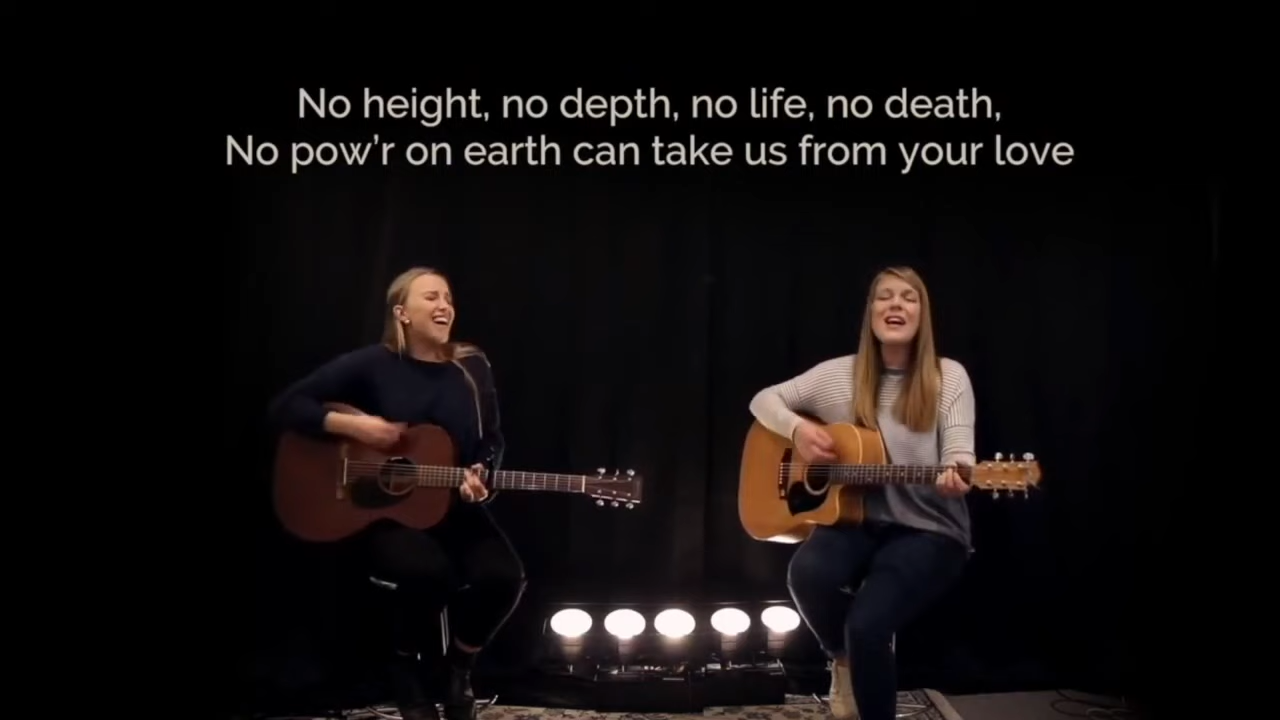 No height, no depth, no life, no death,
No pow’r on earth can take us from your love